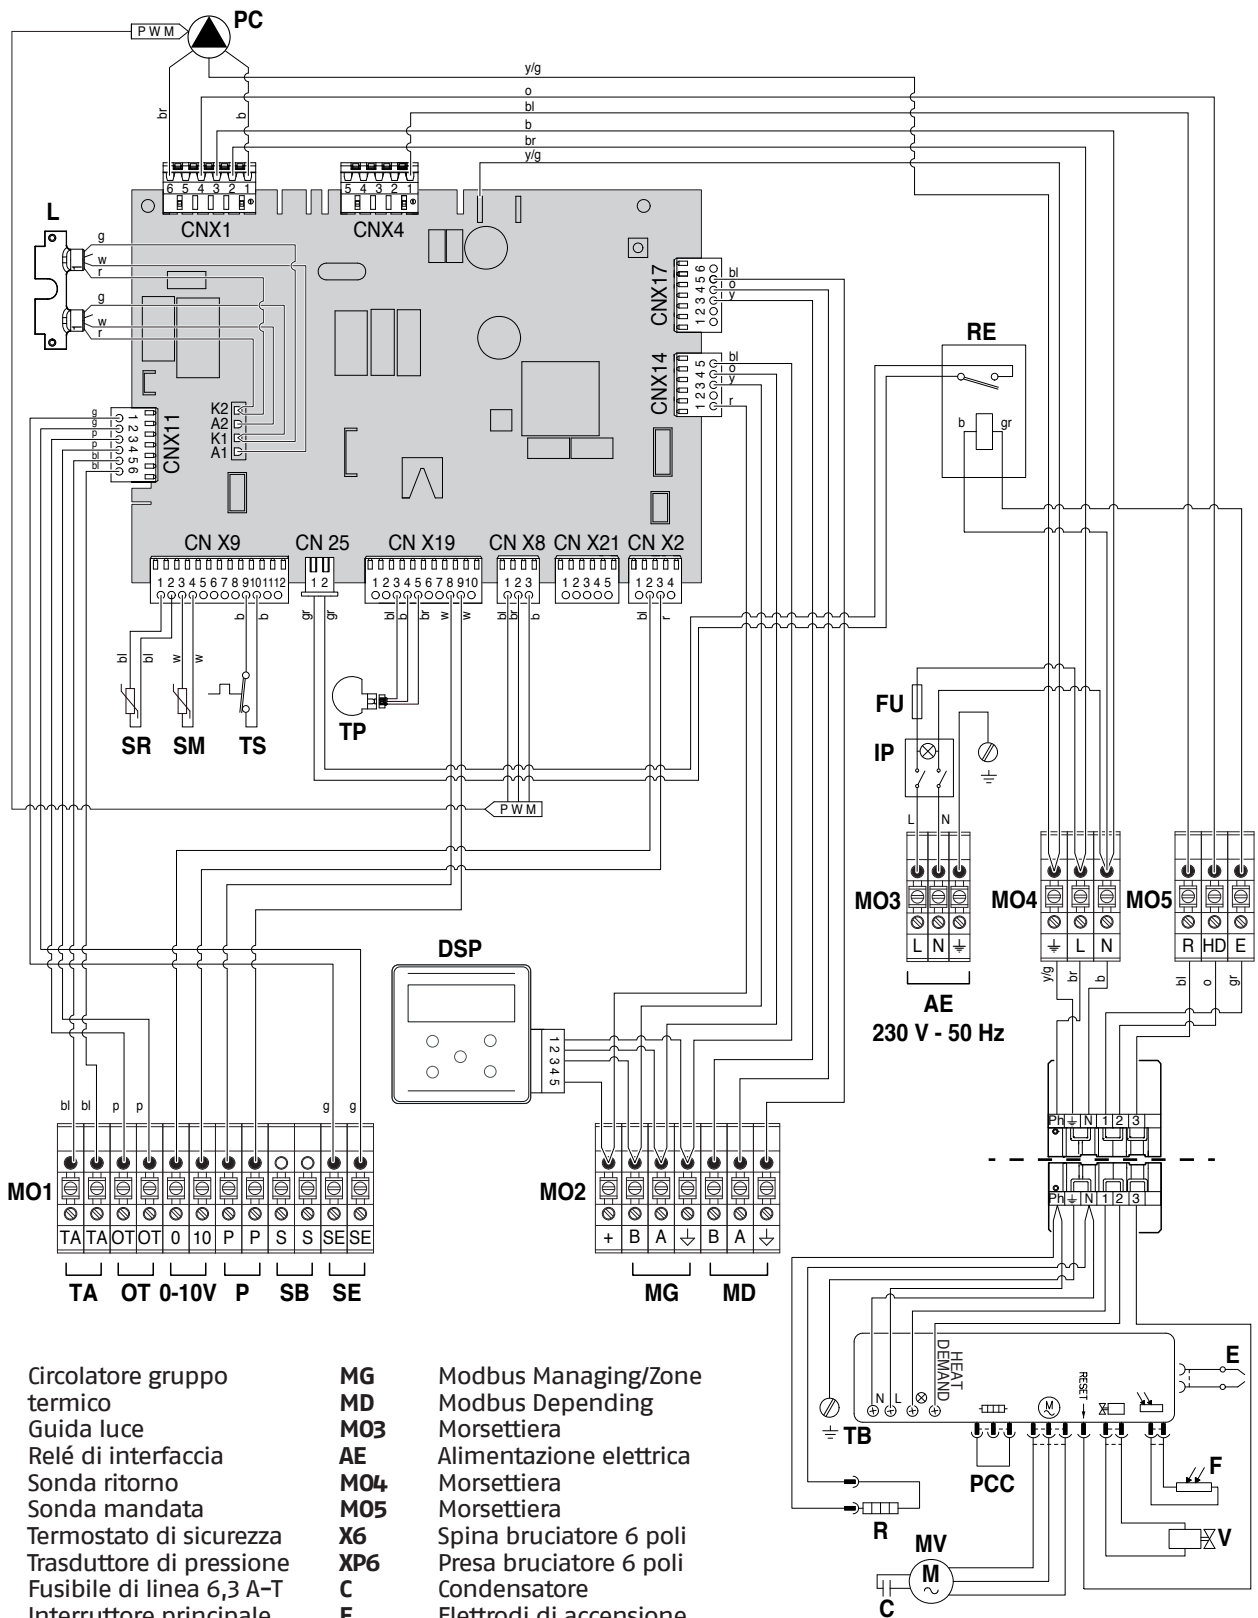 PWM
PC
y/g
o
bl
b
br
y/g
br
b
6 5 4 3 2 1
CNX1
5 4 3 2 1
CNX4
L
g
w
r
g
w
r
CNX17
1 2 3 4 5 6
bl
o
y
CNX14
1 2 3 4 5
bl
o
y
r
RE
b
gr
K2
A2
K1
A1
CNX11
1 2 3 4 5 6
g
g
p
p
bl
bl
CN X9
CN 25
CN X19
CN X8
CN X21
CN X2
1 2 3 4 5 6 7 8 9 10 11 12
1 2
1 2 3 4 5 6 7 8 9 10
1 2 3
1 2 3 4 5
1 2 3 4
b
b
gr
gr
bl
b
br
w
w
bl
br
b
bl
r
bl
bl
w
w
SR
SM
TS
TP
FU
IP
L
N
PWM
MO3
L N
AE
230 V - 50 Hz
MO4
L N
MO5
R HD E
y/g
br
b
bl
o
gr
DSP
1 2 3 4 5
bl
bl
p
p
g
g
MO1
TA TA OT OT 0 10 P P S S SE SE
TA OT 0-10V P SB SE
MO2
+ B A B A
MG MD
Ph N 1 2 3
Ph N 1 2 3
HEAT DEMAND
N L
M
RESET
E
TB
PCC
F
R
V
MV
M
C
Circolatore gruppo MG Modbus Managing/Zone
termico MD Modbus Depending
Guida luce MO3 Morsettiera
Relé di interfaccia AE Alimentazione elettrica
Sonda ritorno MO4 Morsettiera
Sonda mandata MO5 Morsettiera
Termostato di sicurezza X6 Spina bruciatore 6 poli
Trasduttore di pressione XP6 Presa bruciatore 6 poli
Fusibile di linea 6,3 A-T C Condensatore
Interruttore principale E Elettrodi di accensione